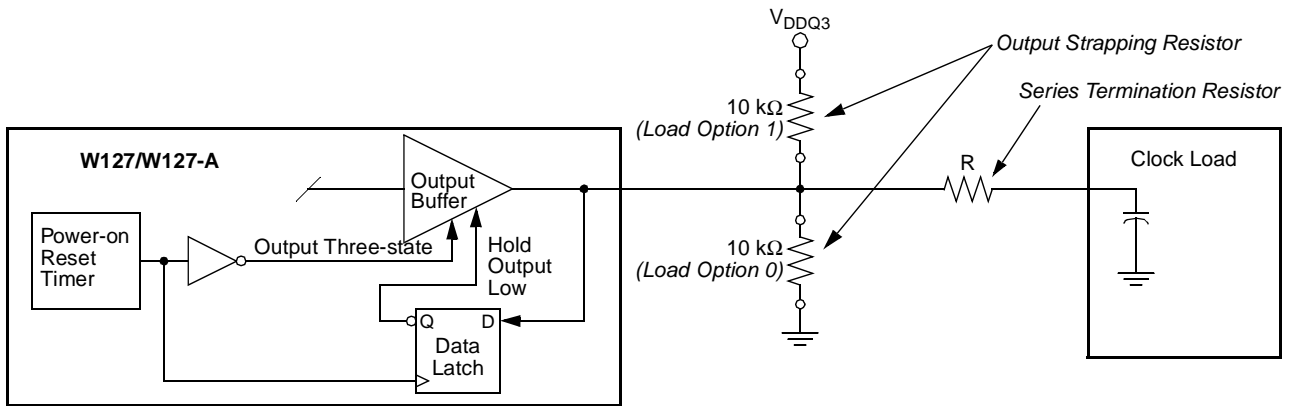 VDDQ3
Output Strapping Resistor
Series Termination Resistor
10 kΩ
(Load Option 1)
W127/W127-A
Clock Load
R
Output
Buffer
Power-on
Reset
Timer
Output Three-state
Hold
Output
Low
10 kΩ
(Load Option 0)
Q
D
Data
Latch